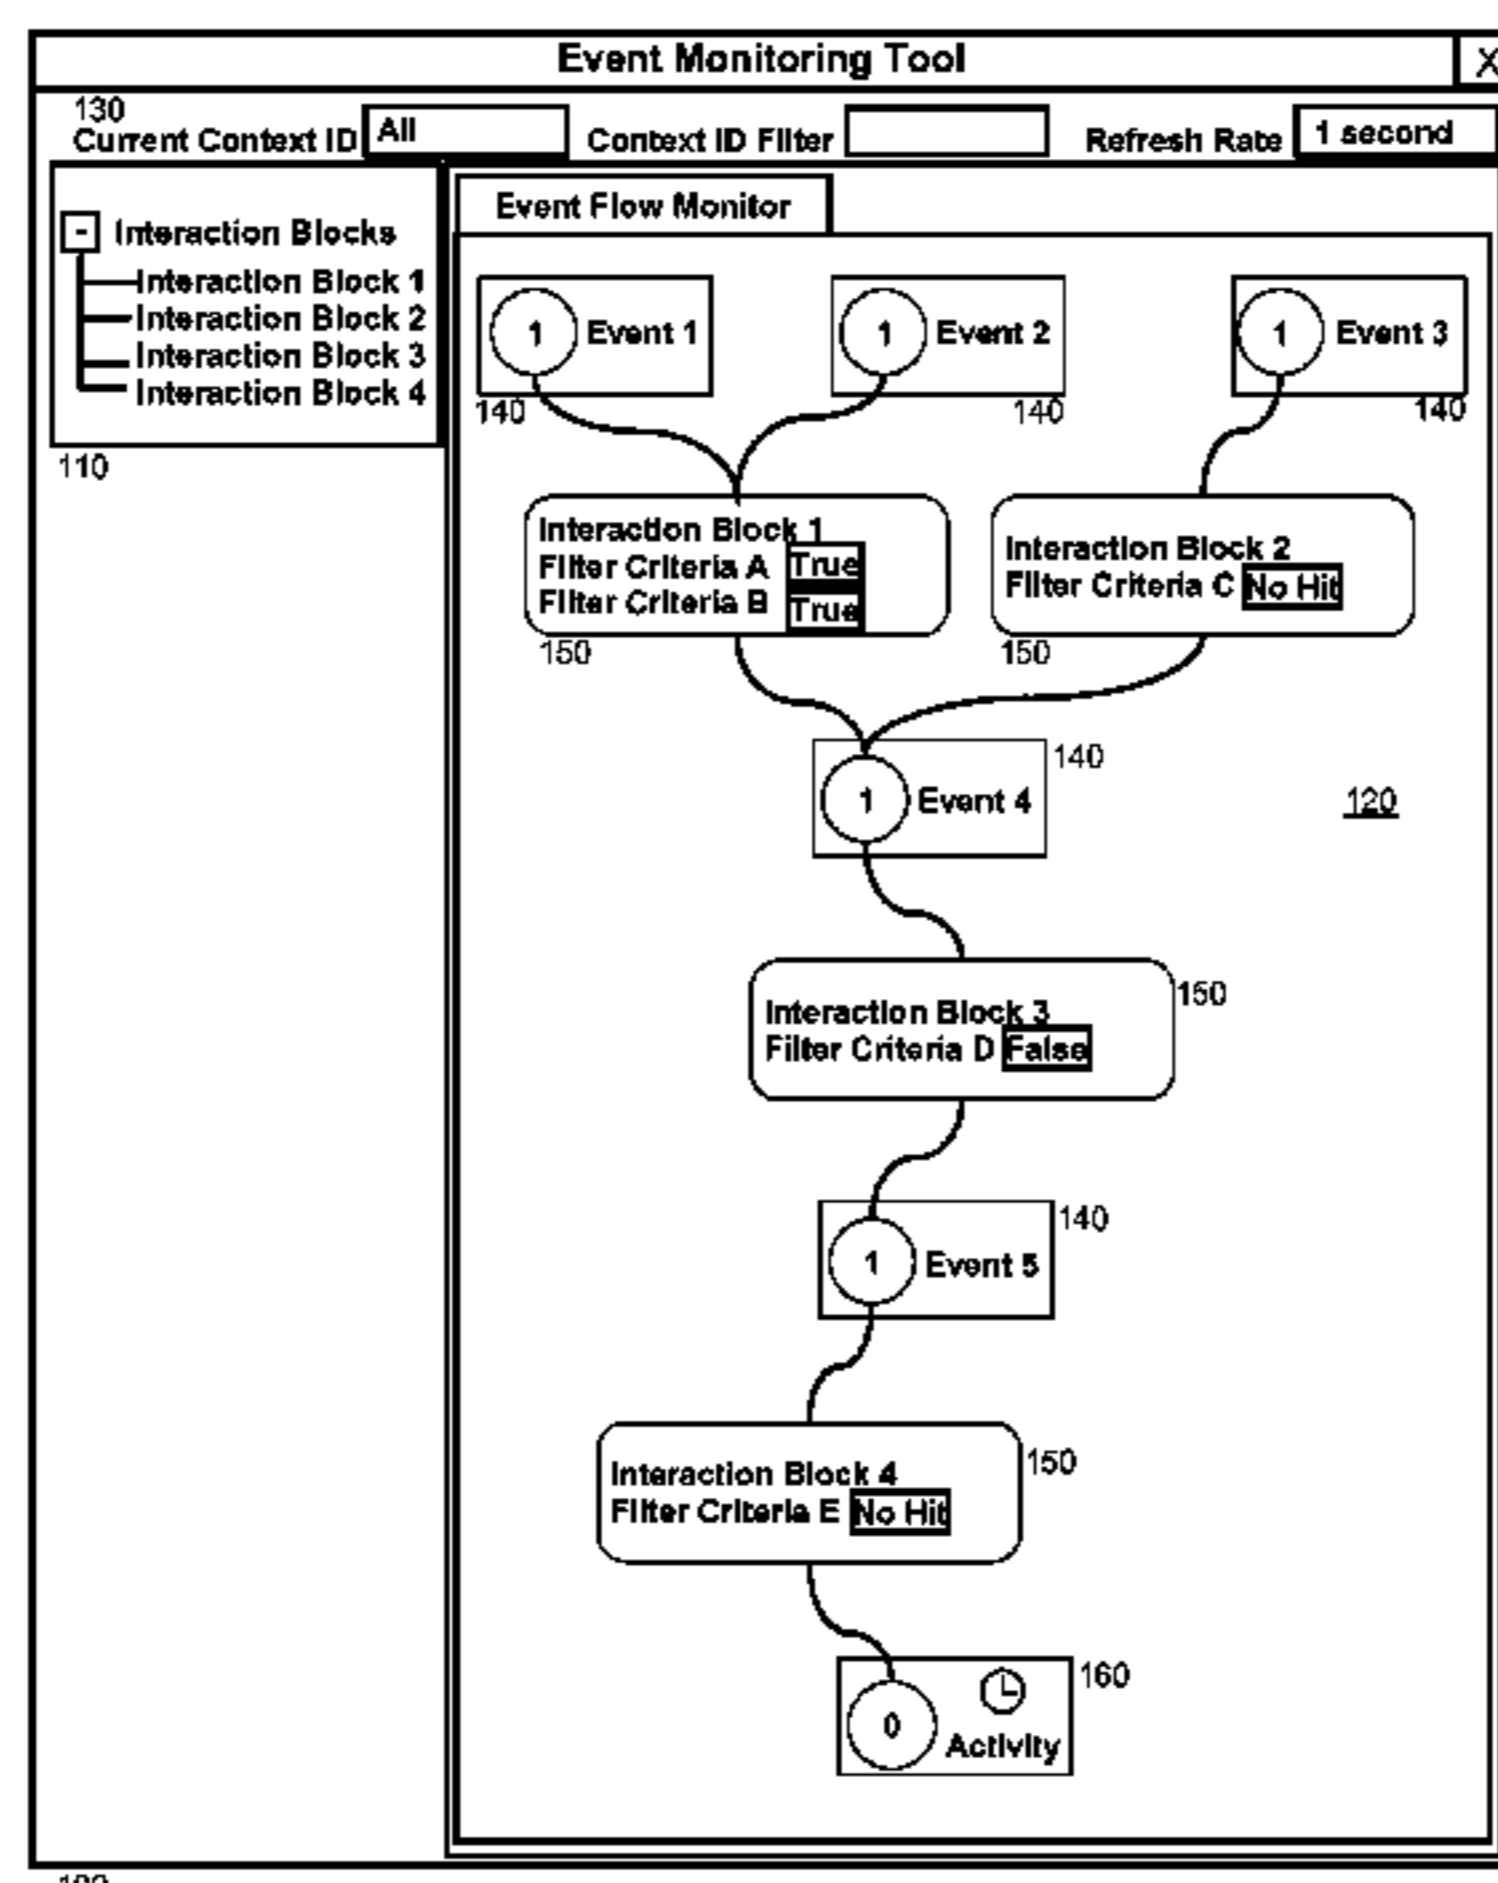 Event Monitoring Tool X
130
Current Context ID All Context ID Filter Refresh Rate 1 second
- Interaction Blocks
Interaction Block 1
Interaction Block 2
Interaction Block 3
Interaction Block 4
110
Event Flow Monitor
1 Event 1
1 Event 2
1 Event 3
140
140
140
Interaction Block 1
Filter Criteria A True
Filter Criteria B True
150
Interaction Block 2
Filter Criteria C No Hit
150
1 Event 4
140
120
Interaction Block 3
Filter Criteria D False
150
1 Event 5
140
Interaction Block 4
Filter Criteria E No Hit
150
0 Activity
160